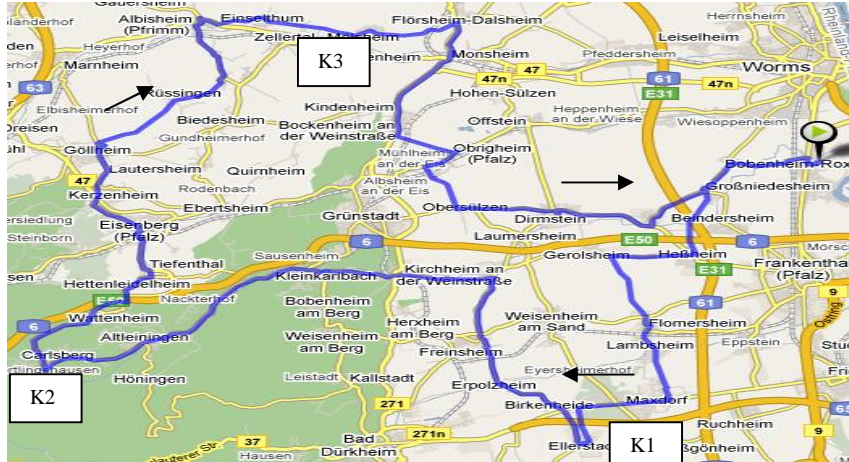 Gauersheim
Albisheim
(Pfrimm)
Einselthum
Flörsheim-Dalsheim
Herrnsheim
Leiselheim
Heyerhof
Marnheim
Zellertal
K3
Monsheim
Pfeddersheim
47
61
E31
47n
Worms
63
Elbisheimerhof
Rüssingen
47n
Hohen-Sülzen
Dreisen
Biedesheim
Kindenheim
Offstein
Heppenheim
an der Wiese
Wiesoppenheim
Gundheimerhof
Bockenheim an
der Weinstraße
Göllheim
Mühlheim
an der Eis
Obrigheim
(Pfalz)
Bobenheim-Rox
Lautersheim
Quirnheim
47
Kerzenheim
Rodenbach
Albsheim
an der Eis
Großniedesheim
Ebertsheim
Obersülzen
Dirmstein
Beindersheim
Steinborn
Eisenberg
(Pfalz)
Grünstadt
Laumersheim
6
E50
6
Tiefenthal
Sausenheim
Gerolsheim
Heßheim
Frankenthal
(Pfalz)
Hettenleidelheim
Nackterhof
Kleinkarlbach
Kirchheim an
der Weinstraße
E31
9
Wattenheim
Bobenheim
am Berg
61
6
Altleiningen
Herxheim
am Berg
Weisenheim
am Sand
Flomersheim
Ostring
Carlsberg
Weisenheim
am Berg
Freinsheim
Lambsheim
Eppstein
Höningen
Leistadt
Kallstadt
Eyersheimerhof
K2
Erpolzheim
271
Birkenheide
Maxdorf
Ruchheim
9
65
37
Hausen
Bad
Dürkheim
271n
K1